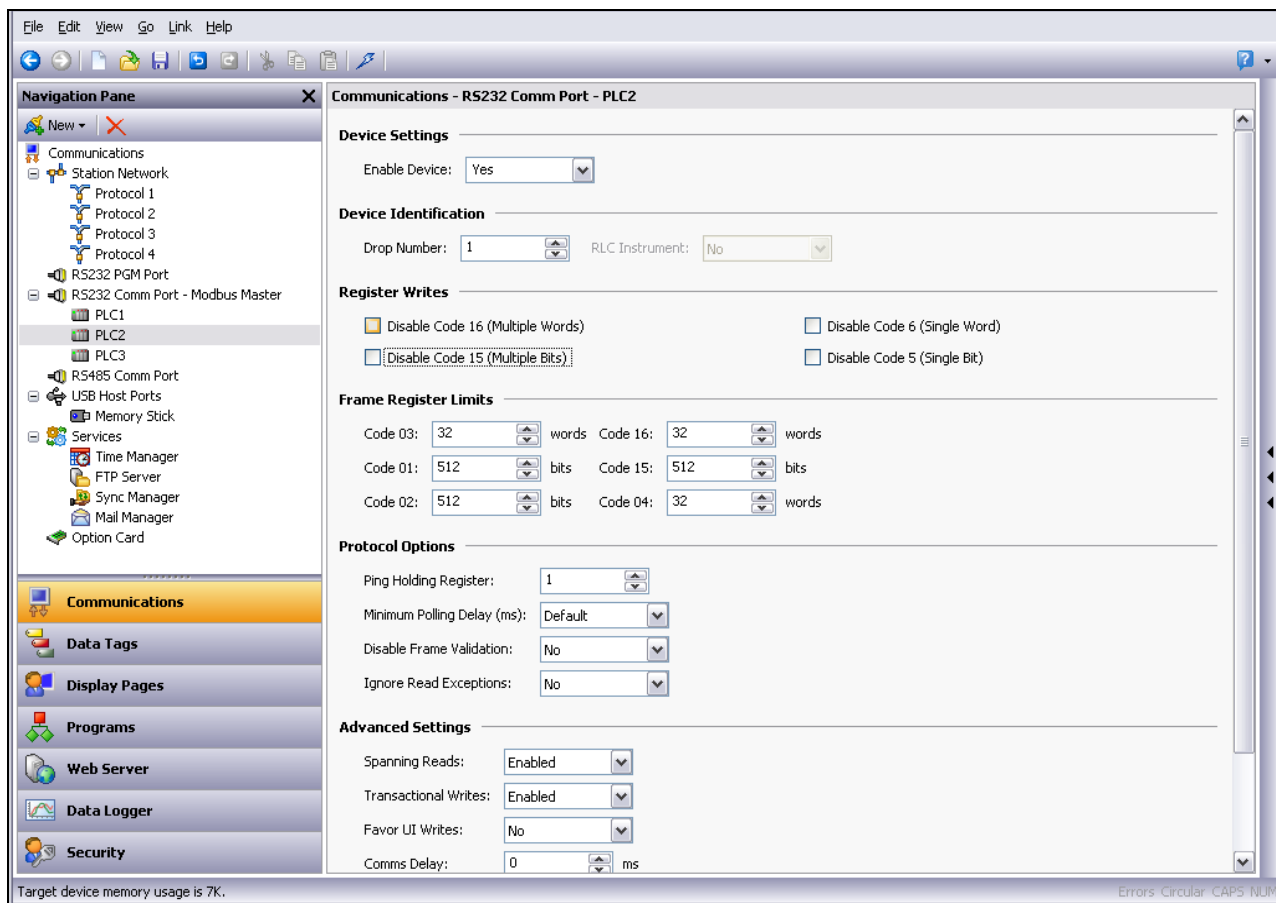 File Edit View Go Link Help
Navigation Pane
New
Communications
Station Network
Protocol 1
Protocol 2
Protocol 3
Protocol 4
RS232 PGM Port
RS232 Comm Port - Modbus Master
PLC1
PLC2
PLC3
RS485 Comm Port
USB Host Ports
Memory Stick
Services
Time Manager
FTP Server
Sync Manager
Mail Manager
Option Card
Communications
Data Tags
Display Pages
Programs
Web Server
Data Logger
Security
Communications - RS232 Comm Port - PLC2
Device Settings
Enable Device: Yes
Device Identification
Drop Number: 1 RLC Instrument: No
Register Writes
Disable Code 16 (Multiple Words) Disable Code 6 (Single Word)
Disable Code 15 (Multiple Bits) Disable Code 5 (Single Bit)
Frame Register Limits
Code 03: 32 words Code 16: 32 words
Code 01: 512 bits Code 15: 512 bits
Code 02: 512 bits Code 04: 32 words
Protocol Options
Ping Holding Register: 1
Minimum Polling Delay (ms): Default
Disable Frame Validation: No
Ignore Read Exceptions: No
Advanced Settings
Spanning Reads: Enabled
Transactional Writes: Enabled
Favor UI Writes: No
Comms Delay: 0 ms
Target device memory usage is 7K.
Errors Circular CAPS NUM